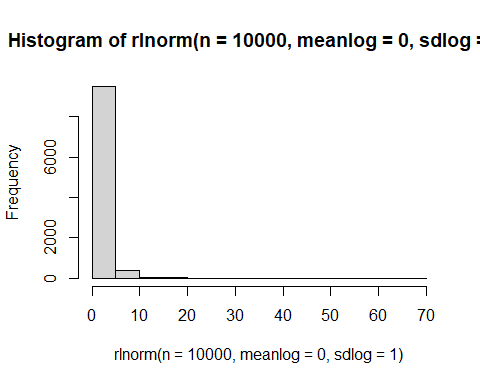 Histogram of rlnorm(n = 10000, meanlog = 0, sdlog =
Frequency
6000
2000
0
0 10 20 30 40 50 60 70
rlnorm(n = 10000, meanlog = 0, sdlog = 1)